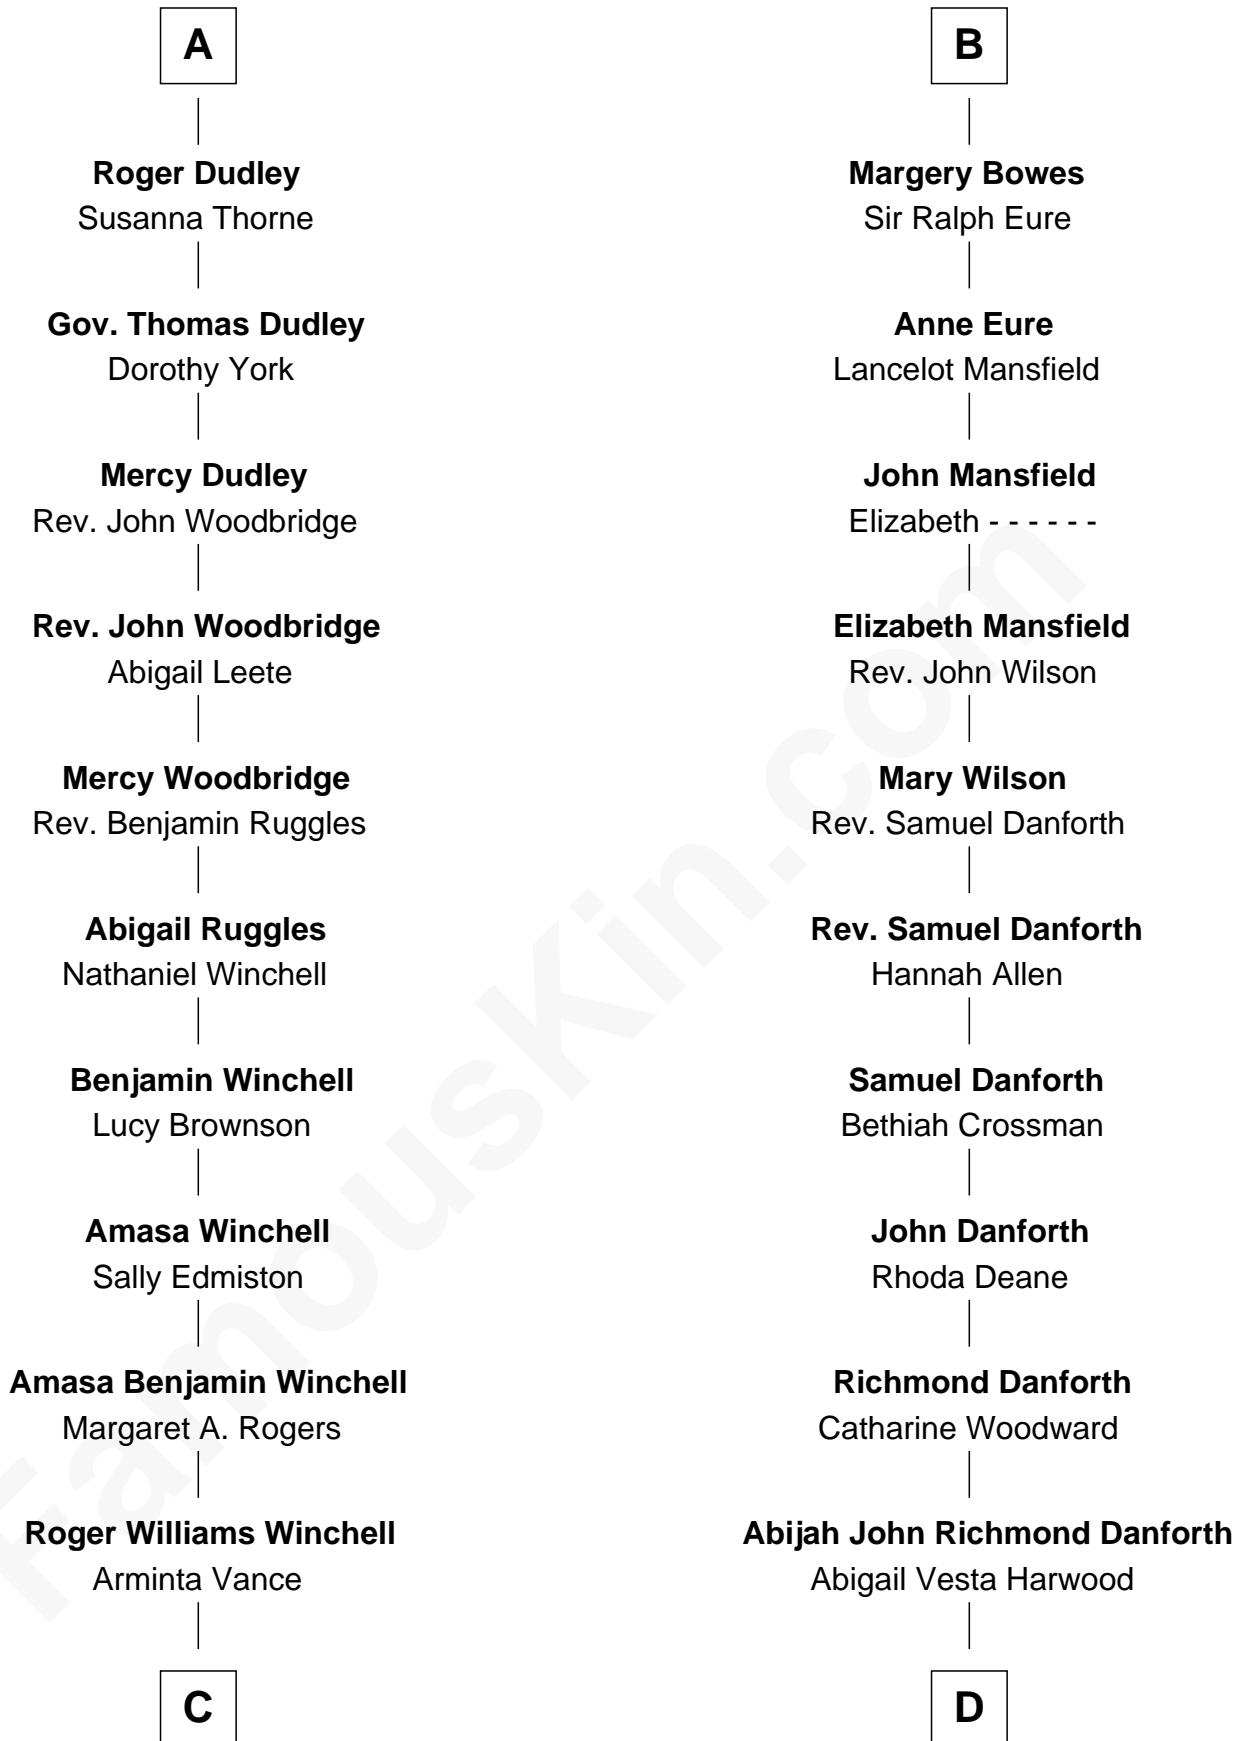 A
Roger Dudley
Susanna Thorne
Gov. Thomas Dudley
Dorothy York
Mercy Dudley
Rev. John Woodbridge
Rev. John Woodbridge
Abigail Leete
Mercy Woodbridge
Rev. Benjamin Ruggles
Abigail Ruggles
Nathaniel Winchell
Benjamin Winchell
Lucy Brownson
Amasa Winchell
Sally Edmiston
Amasa Benjamin Winchell
Margaret A. Rogers
Roger Williams Winchell
Arminta Vance
C
B
Margery Bowes
Sir Ralph Eure
Anne Eure
Lancelot Mansfield
John Mansfield
Elizabeth - - - - - -
Elizabeth Mansfield
Rev. John Wilson
Mary Wilson
Rev. Samuel Danforth
Rev. Samuel Danforth
Hannah Allen
Samuel Danforth
Bethiah Crossman
John Danforth
Rhoda Deane
Richmond Danforth
Catharine Woodward
Abijah John Richmond Danforth
Abigail Vesta Harwood
D
FamousKin.com